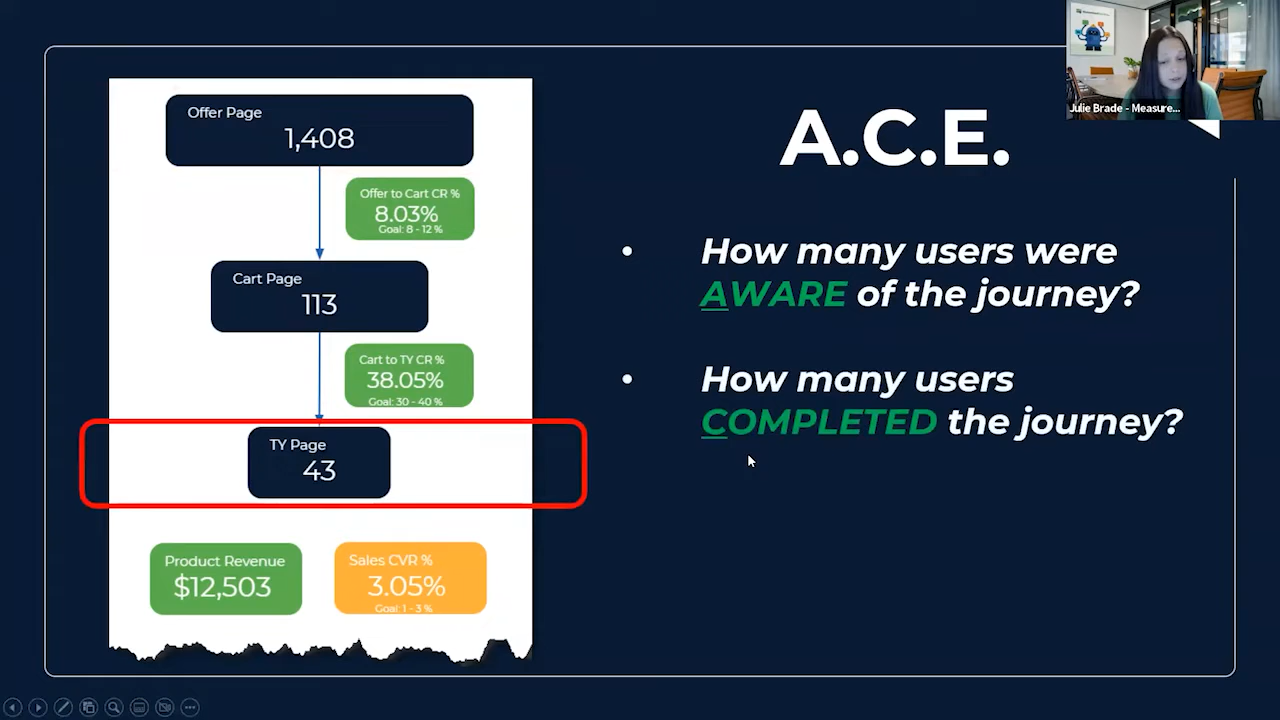 Offer Page
1,408
Offer to Cart CR %
8.03%
Goal: 8 - 12 %
Cart Page
113
Cart to TY CR %
38.05%
Goal: 30 - 40 %
TY Page
43
Product Revenue
$12,503
Sales CVR %
3.05%
Goal: 1 - 3 %
A.C.E.
• How many users were
AWARE of the journey?
• How many users
COMPLETED the journey?
Julie Brade - Measure...